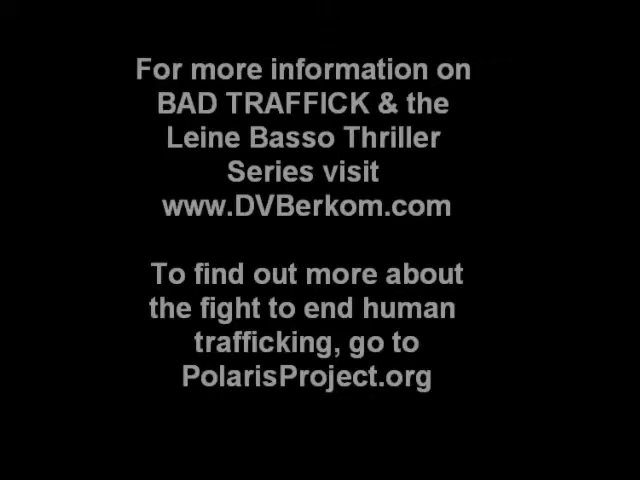 For more information on
BAD TRAFFICK & the
Leine Basso Thriller
Series visit
www.DVBerkom.com
To find out more about
the fight to end human
trafficking, go to
PolarisProject.org